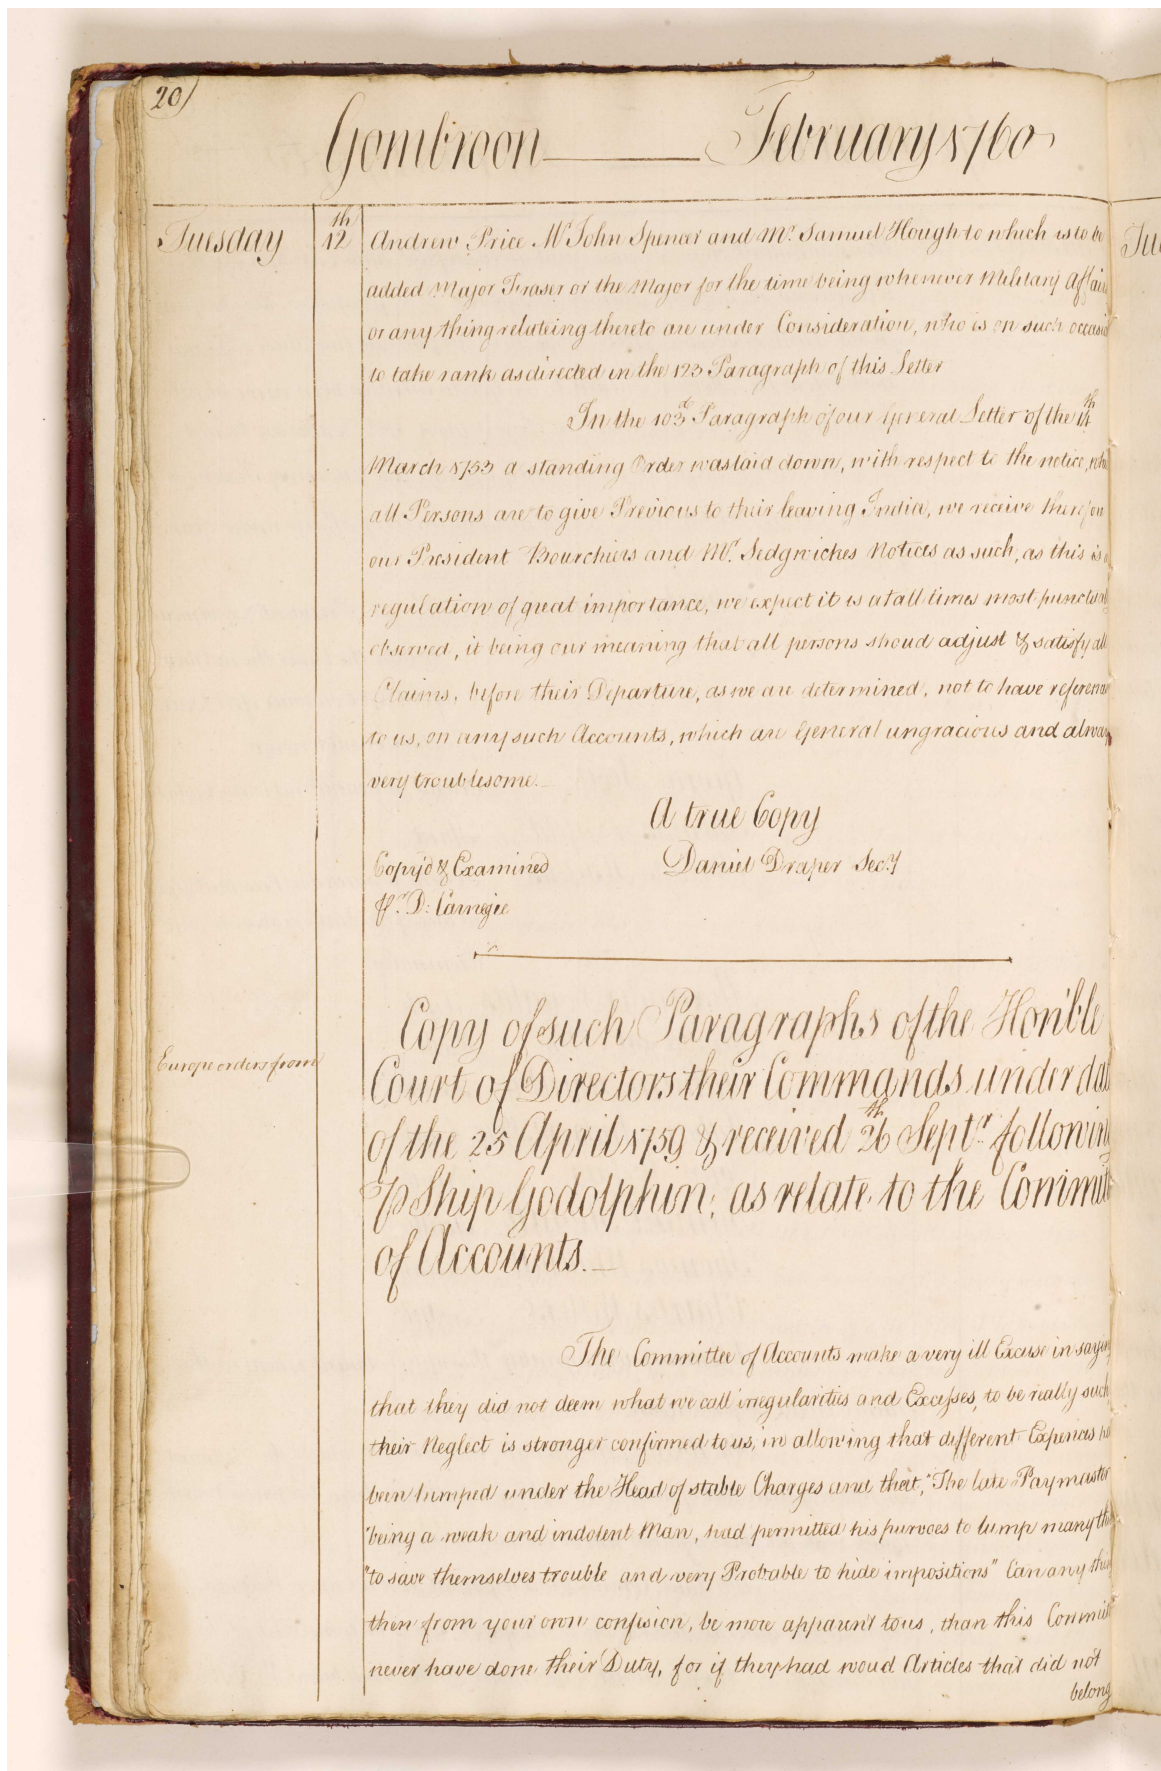 20)
Gombroon February 1760
Tuesday 12th Andrew Price Mr John Spencer and Mr. Samuel Hough to which is to be
added Major Fraser or the Major for the time being whenever Military Affairs
or any thing relateing thereto are under Consideration, who is on such occasi
to take rank as directed in the 123 Paragraph of this Letter
In the 103d Paragraph of our General Letter of the 14th
March 1753 a standing Order was laid down, with respect to the notice,
all Persons are to give Previous to their leaving India, we receive therefore
our President Bourchiers and Mr. Sedgwickes Notices as such, as this is a
regulation of great importance, we expect it is at all times most punctually
observed, it being our meaning that all persons shoud adjust & satisfy all
Claims, before their Departure, as we are determined, not to have reference
to us, on any such Accounts, which are General ungracious and alway
very troublesome.
A true Copy
Copy'd & Examined Daniel Draper Secy
Pr. D: Carnegie
Copy of such Paragraphs of the Hon'ble
Europe orders from
Court of Directors their Commands under dat
of the 25 April 1759 & received 26th Septr. following
P Ship Godolphin; as relate to the Committ
of Accounts.
The Committee of Accounts make a very ill Excuse in saying
that they did not deem what we call irregularities and Excesses, to be really such,
their Neglect is stronger confirmed to us, in allowing that different Expences
been lumped under the Head of stable Charges and that, "The late Paymaster
"being a weak and indolent Man, had permitted his purvoes to lump many
"to save themselves trouble and very Probable to hide impositions" Can any thing
then from your own confesion, be more apparent to us, than this Committ
never have done their Duty, for if they had woud Articles that did not
belong